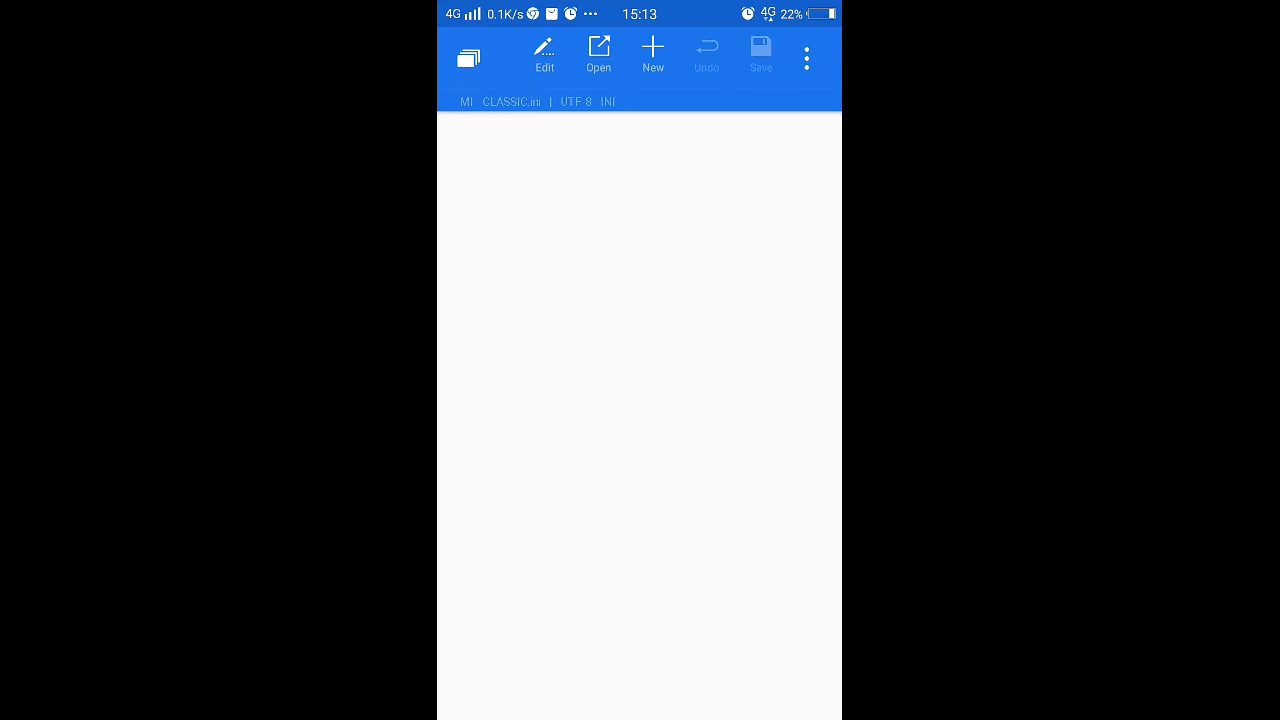 4G 0.1K/s 15:13 4G 22%
Edit Open New Undo Save
MI CLASSIC.ini | UTF 8 INI